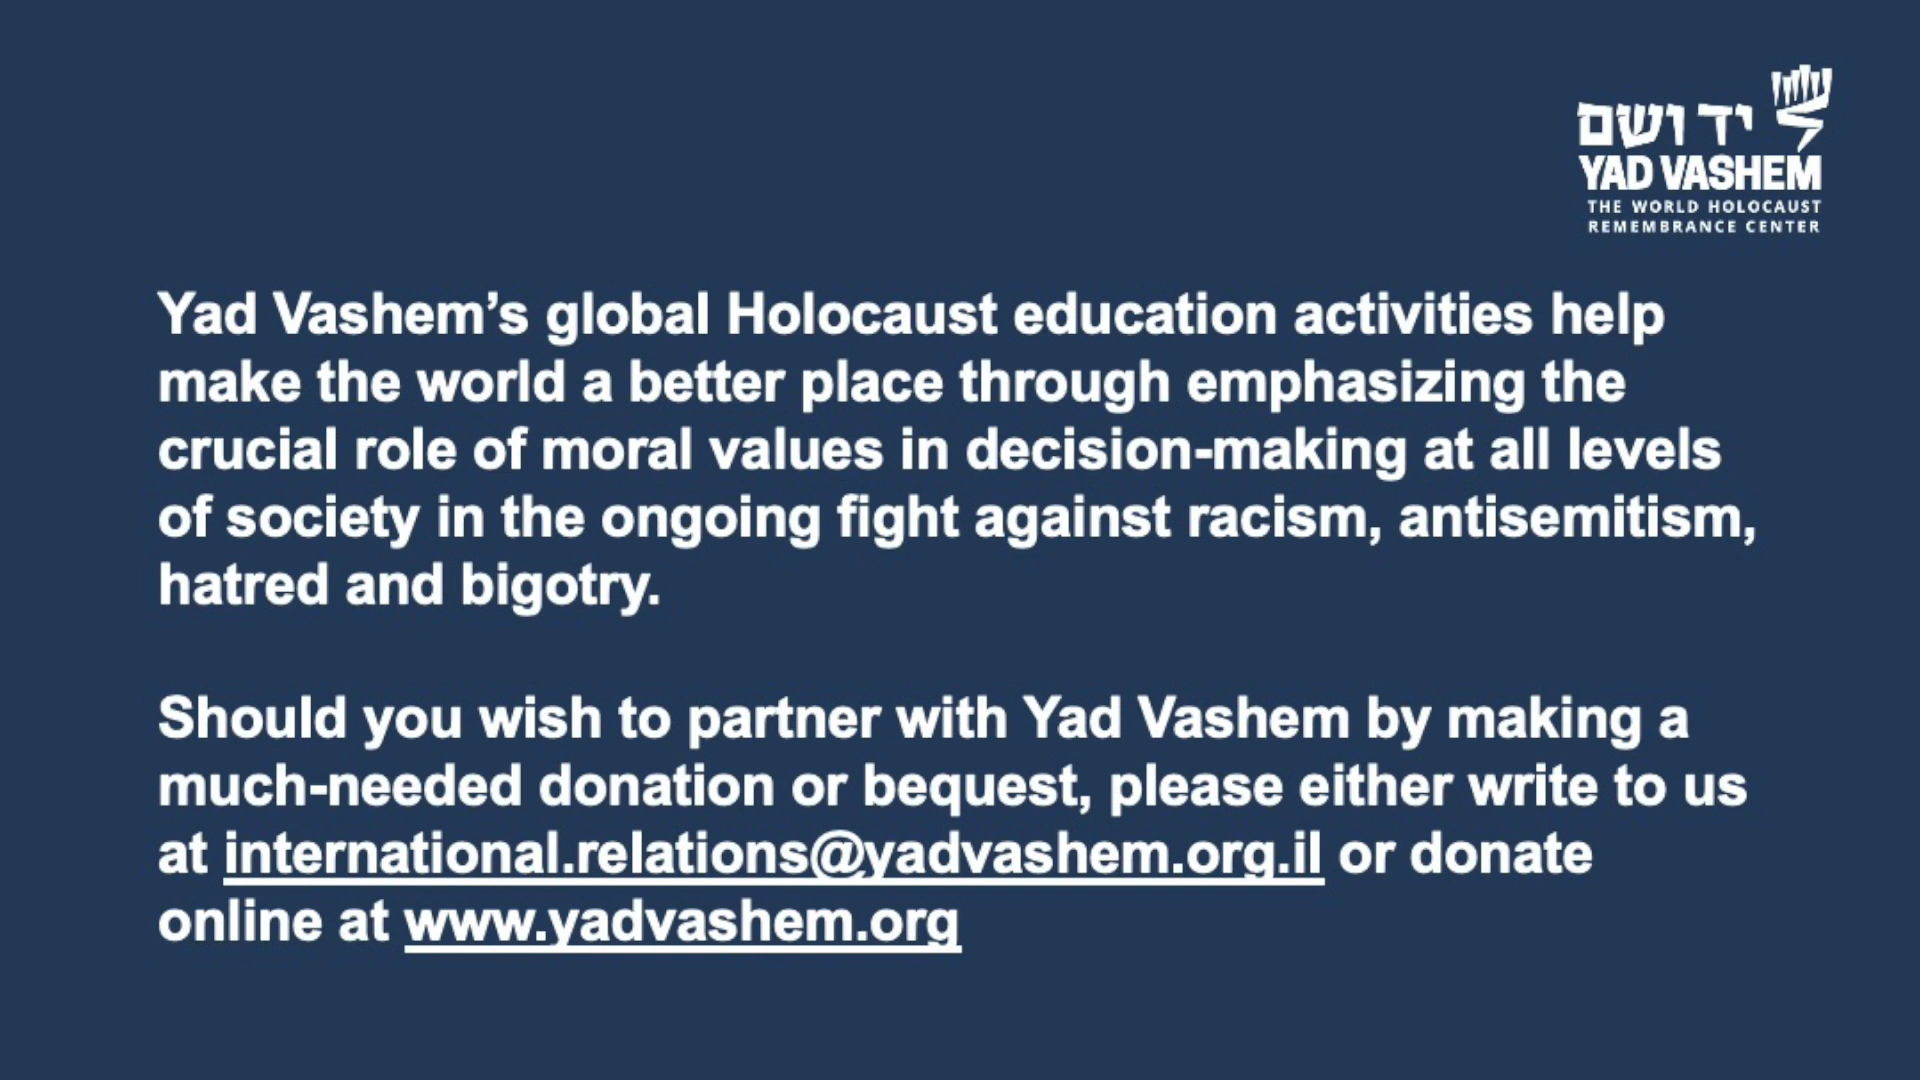 יד ושם
YAD VASHEM
THE WORLD HOLOCAUST
REMEMBRANCE CENTER
Yad Vashem’s global Holocaust education activities help
make the world a better place through emphasizing the
crucial role of moral values in decision-making at all levels
of society in the ongoing fight against racism, antisemitism,
hatred and bigotry.
Should you wish to partner with Yad Vashem by making a
much-needed donation or bequest, please either write to us
at international.relations@yadvashem.org.il or donate
online at www.yadvashem.org